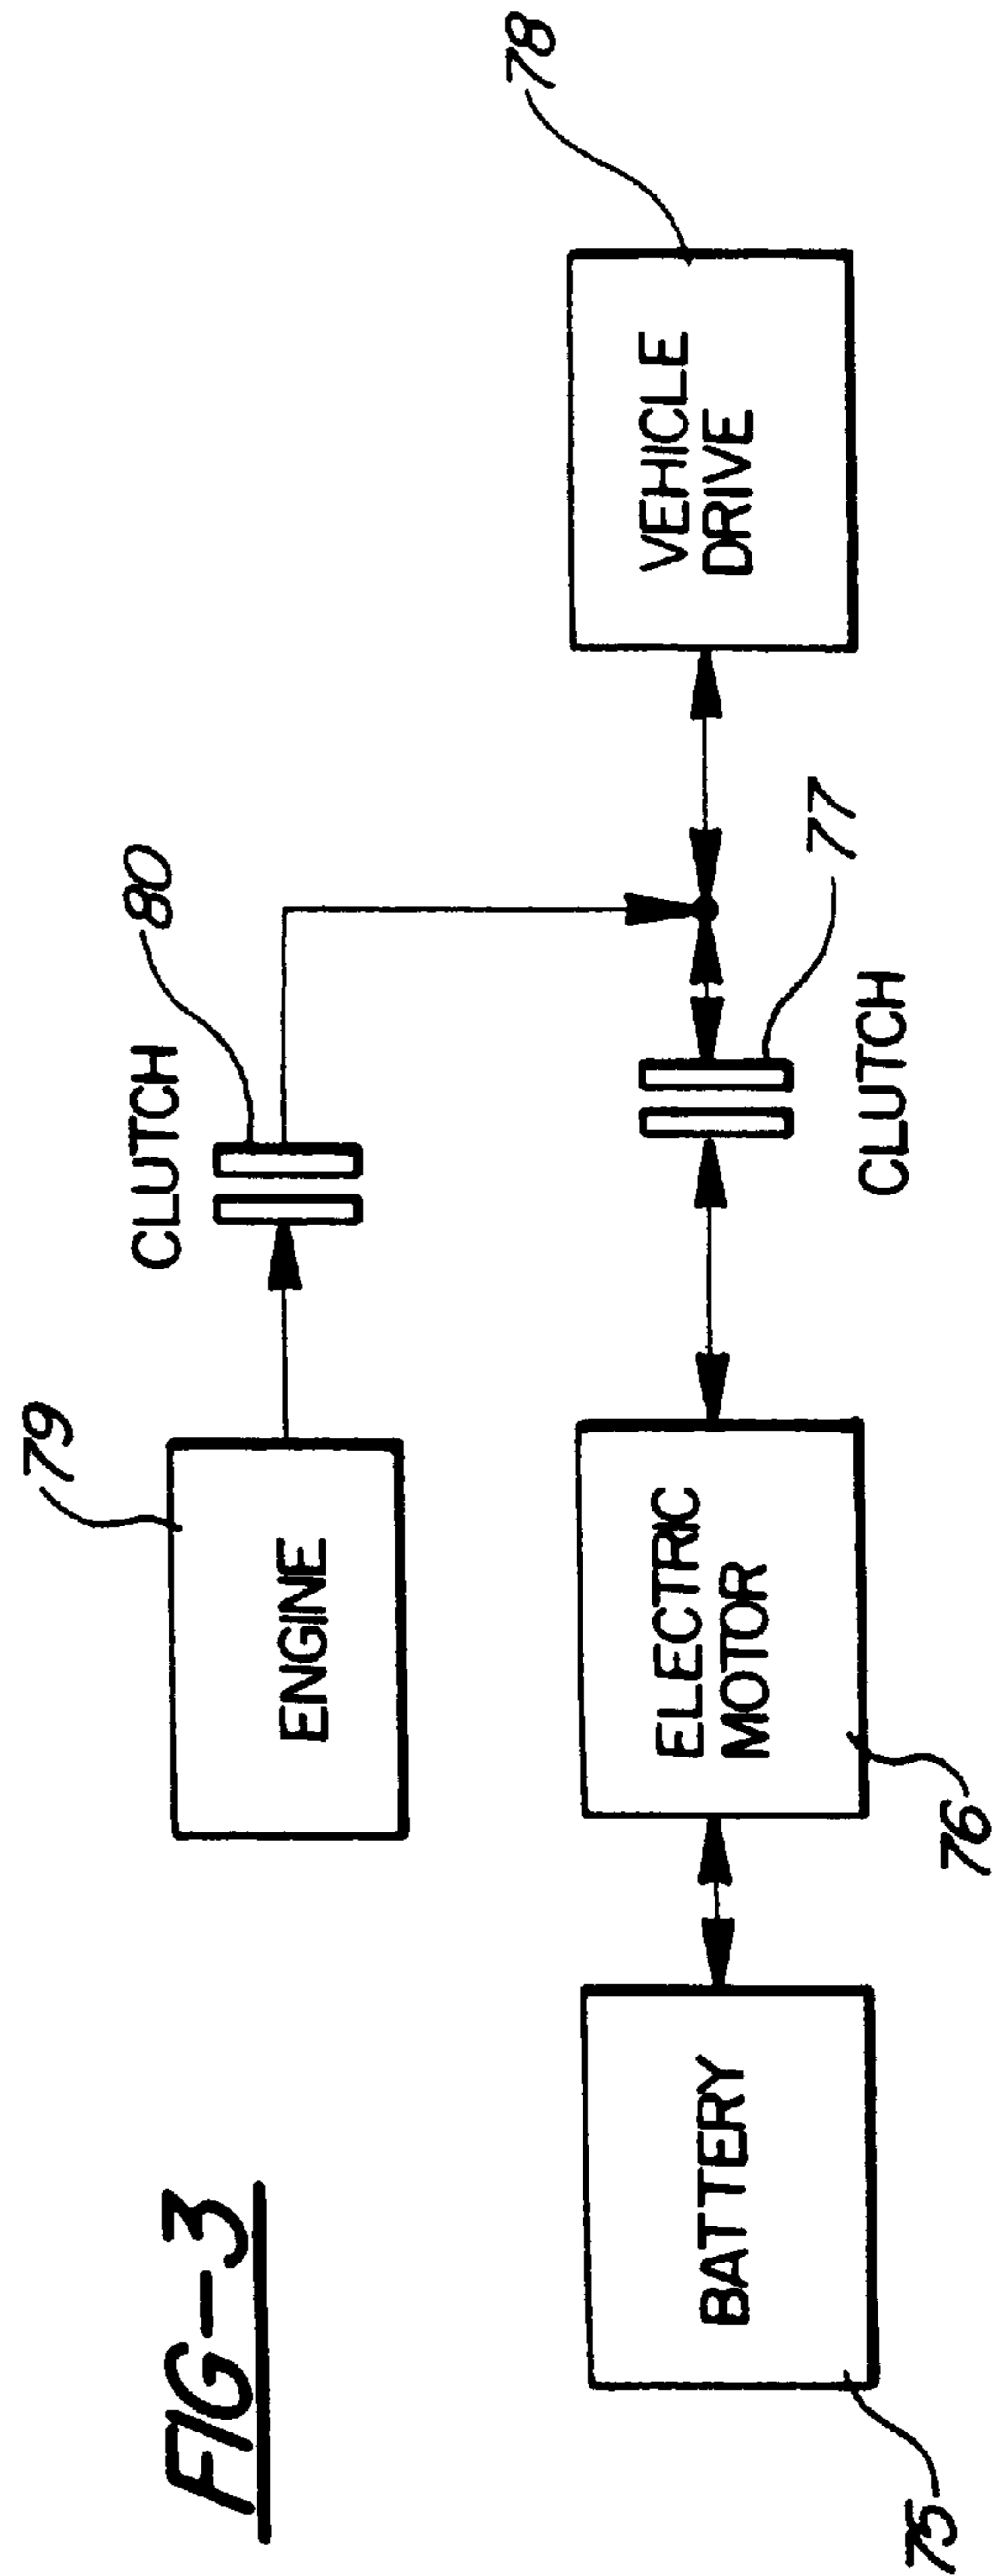 FIG-3
79
ENGINE
CLUTCH
80
78
VEHICLE
DRIVE
77
CLUTCH
ELECTRIC
MOTOR
76
BATTERY
75